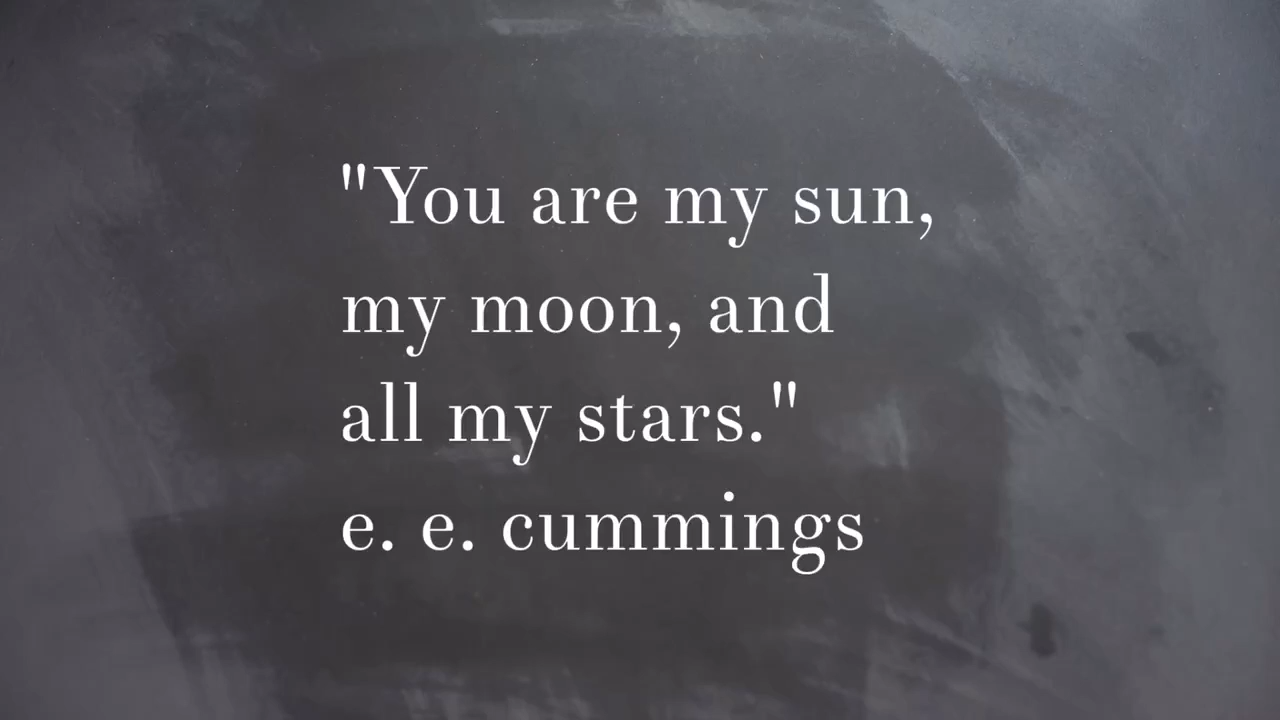 "You are my sun,
my moon, and
all my stars."
e. e. cummings